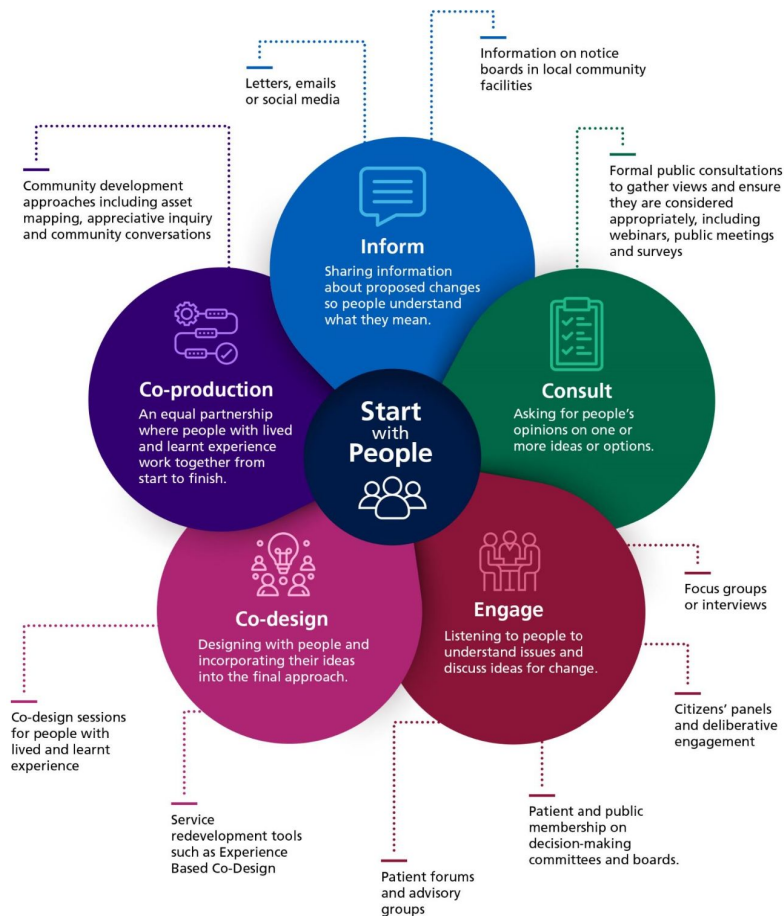 Letters, emails
or social media
Information on notice
boards in local community
facilities
Community development
approaches including asset
mapping, appreciative inquiry
and community conversations
Formal public consultations
to gather views and ensure
they are considered
appropriately, including
webinars, public meetings
and surveys
Inform
Sharing information
about proposed changes
so people understand
what they mean.
Co-production
An equal partnership
where people with lived
and learnt experience
work together from
start to finish.
Start
with
People
Consult
Asking for people's
opinions on one or
more ideas or options.
Co-design
Designing with people and
incorporating their ideas
into the final approach.
Engage
Listening to people to
understand issues and
discuss ideas for change.
Focus groups
or interviews
Citizens' panels
and deliberative
engagement
Co-design sessions
for people with
lived and learnt
experience
Service
redevelopment tools
such as Experience
Based Co-Design
Patient forums
and advisory
groups
Patient and public
membership on
decision-making
committees and boards.